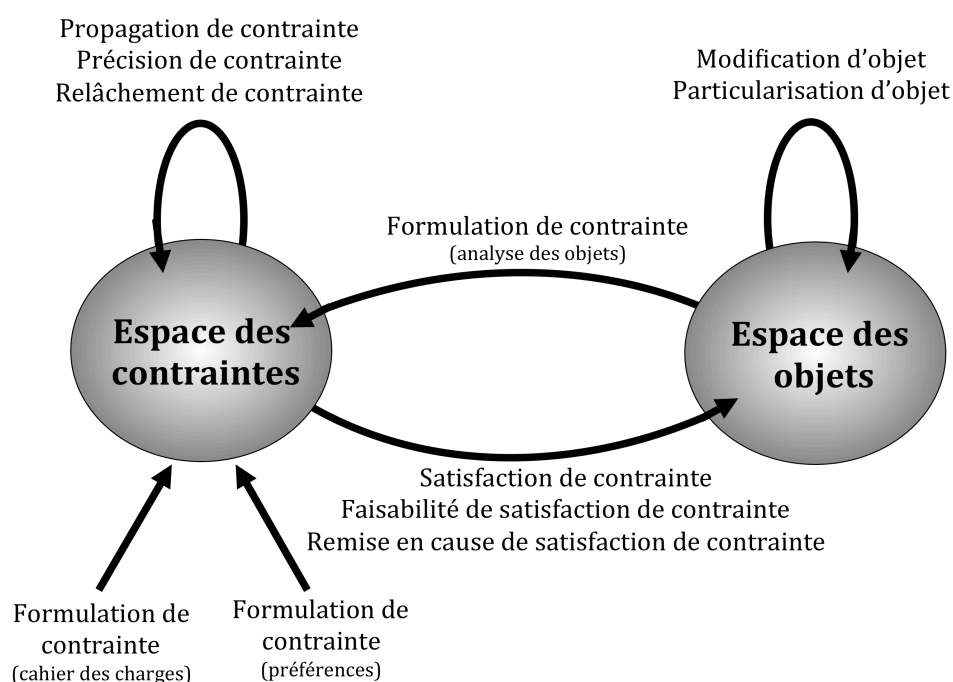 Propagation de contrainte
Précision de contrainte
Relâchement de contrainte
Modification d’objet
Particularisation d’objet
Formulation de contrainte
(analyse des objets)
Espace des
contraintes
Espace des
objets
Satisfaction de contrainte
Faisabilité de satisfaction de contrainte
Remise en cause de satisfaction de contrainte
Formulation de
contrainte
(cahier des charges)
Formulation de
contrainte
(préférences)